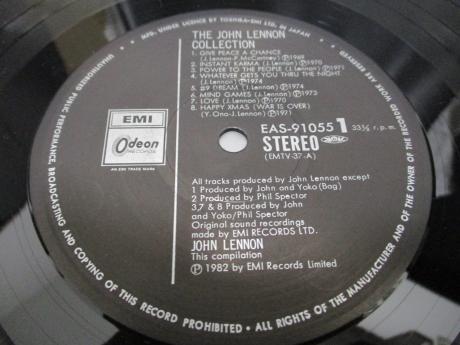 THE JOHN LENNON
COLLECTION
1. GIVE PEACE A CHANCE
(J.Lennon-P.McCartney) Ⓟ1969
2. INSTANT KARMA (J.Lennon) Ⓟ1970
3. POWER TO THE PEOPLE (J.Lennon) Ⓟ1971
4. WHATEVER GETS YOU THRU THE NIGHT
(J.Lennon) Ⓟ1974
5. #9 DREAM (J.Lennon) Ⓟ1974
6. MIND GAMES (J.Lennon) Ⓟ1973
7. LOVE (J.Lennon) Ⓟ1970
8. HAPPY XMAS (WAR IS OVER)
(Y.Ono-J.Lennon) Ⓟ1971
EMI
Odeon
RECORDS
AN EMI TRADE MARK
EAS-91055 1 33⅓ r.p.m.
STEREO
(EMTV-37-A)
All tracks produced by John Lennon except
1 Produced by John and Yoko(Bag)
2 Produced by Phil Spector
3,7 & 8 Produced by John
and Yoko/Phil Spector
Original sound recordings
made by EMI RECORDS LTD.
JOHN LENNON
This compilation
Ⓟ 1982 by EMI Records Limited
MFD. UNDER LICENCE BY TOSHIBA-EMI LTD. IN JAPAN • ALL RIGHTS OF THE MANUFACTURER AND OF THE OWNER OF THE RECORDED WORK ARE RESERVED
UNAUTHORIZED PUBLIC PERFORMANCE, BROADCASTING AND COPYING OF THIS RECORD PROHIBITED •